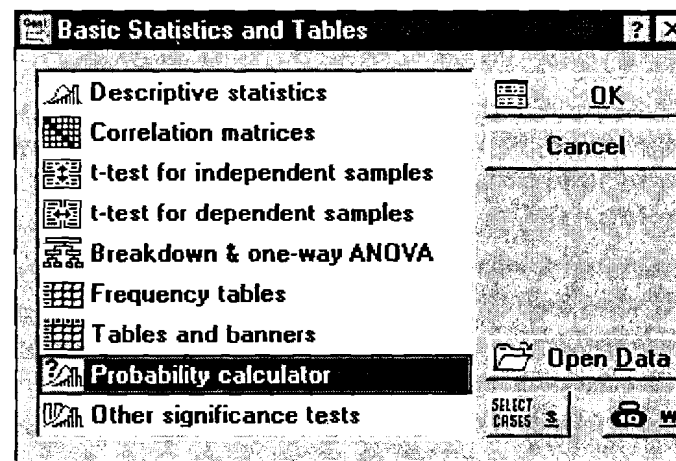 Basic Statistics and Tables
Descriptive statistics
Correlation matrices
t-test for independent samples
t-test for dependent samples
Breakdown & one-way ANOVA
Frequency tables
Tables and banners
Probability calculator
Other significance tests
OK
Cancel
Open Data
SELECT CASES S